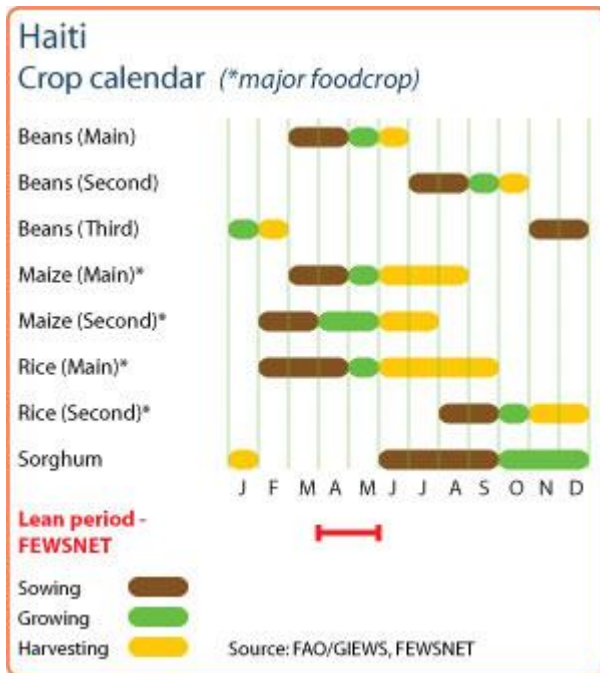 Haiti
Crop calendar (*major foodcrop)
Beans (Main)
Beans (Second)
Beans (Third)
Maize (Main)*
Maize (Second)*
Rice (Main)*
Rice (Second)*
Sorghum
J F M A M J J A S O N D
Lean period -
FEWSNET
Sowing
Growing
Harvesting Source: FAO/GIEWS, FEWSNET